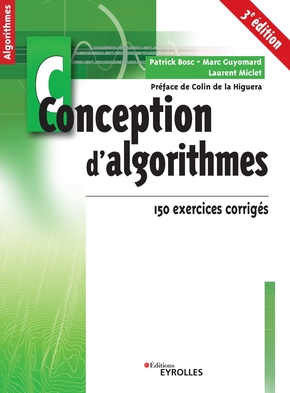 Algorithmes
3e édition
Patrick Bosc - Marc Guyomard
Laurent Miclet
Préface de Colin de la Higuera
Conception
d'algorithmes
150 exercices corrigés
Éditions
EYROLLES